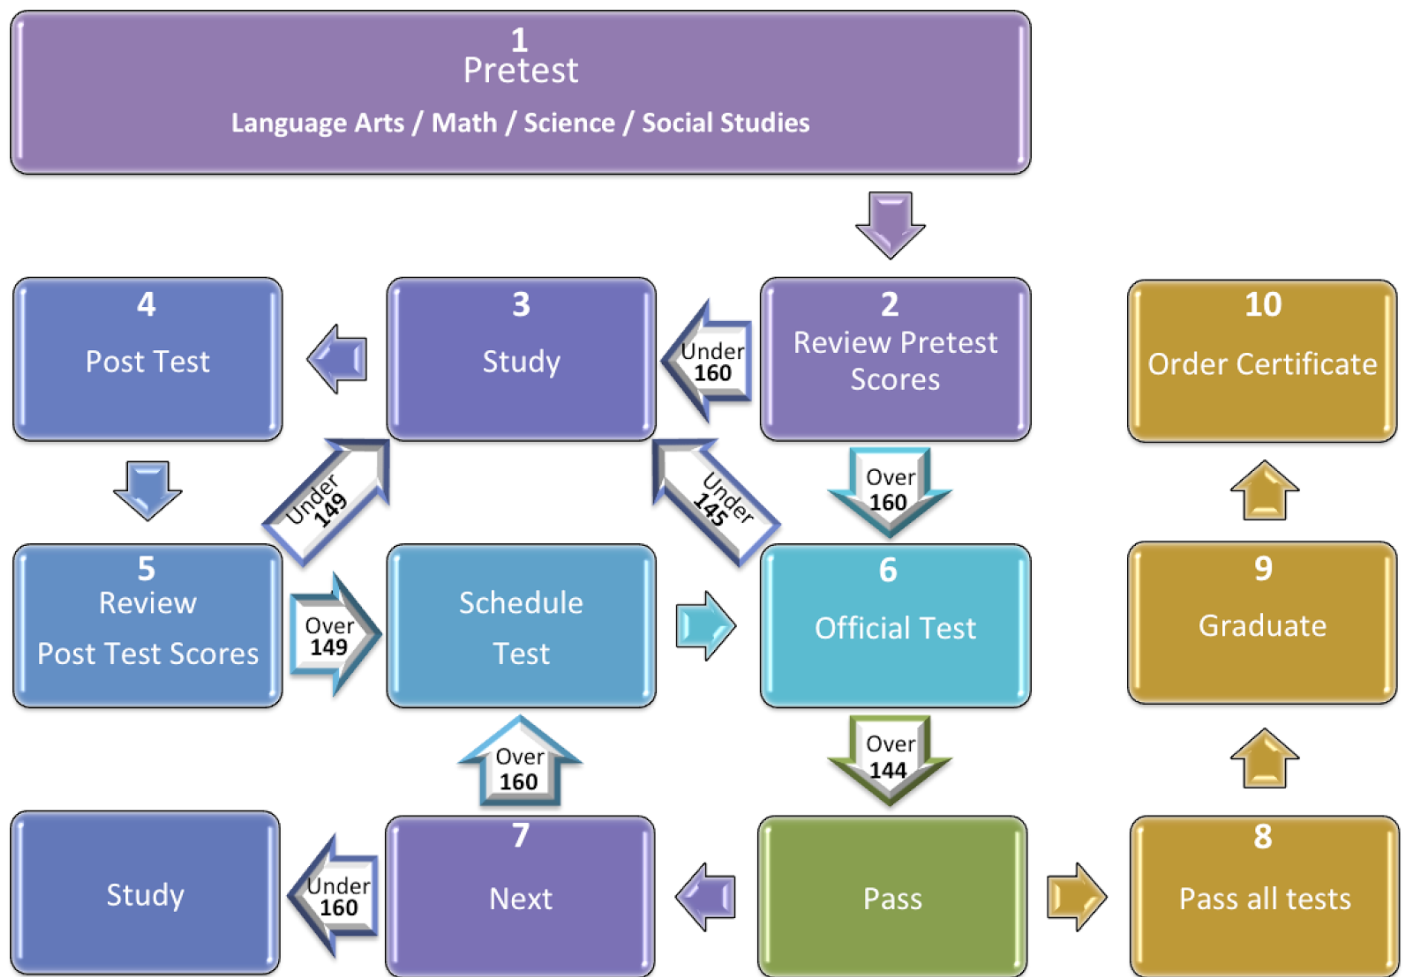 1
Pretest
Language Arts / Math / Science / Social Studies
4
Post Test
3
Study
Under
160
2
Review Pretest
Scores
10
Order Certificate
Under
149
Under
145
Over
160
5
Review
Post Test Scores
Over
149
Schedule
Test
6
Official Test
9
Graduate
Over
160
Over
144
Study
Under
160
7
Next
Pass
8
Pass all tests